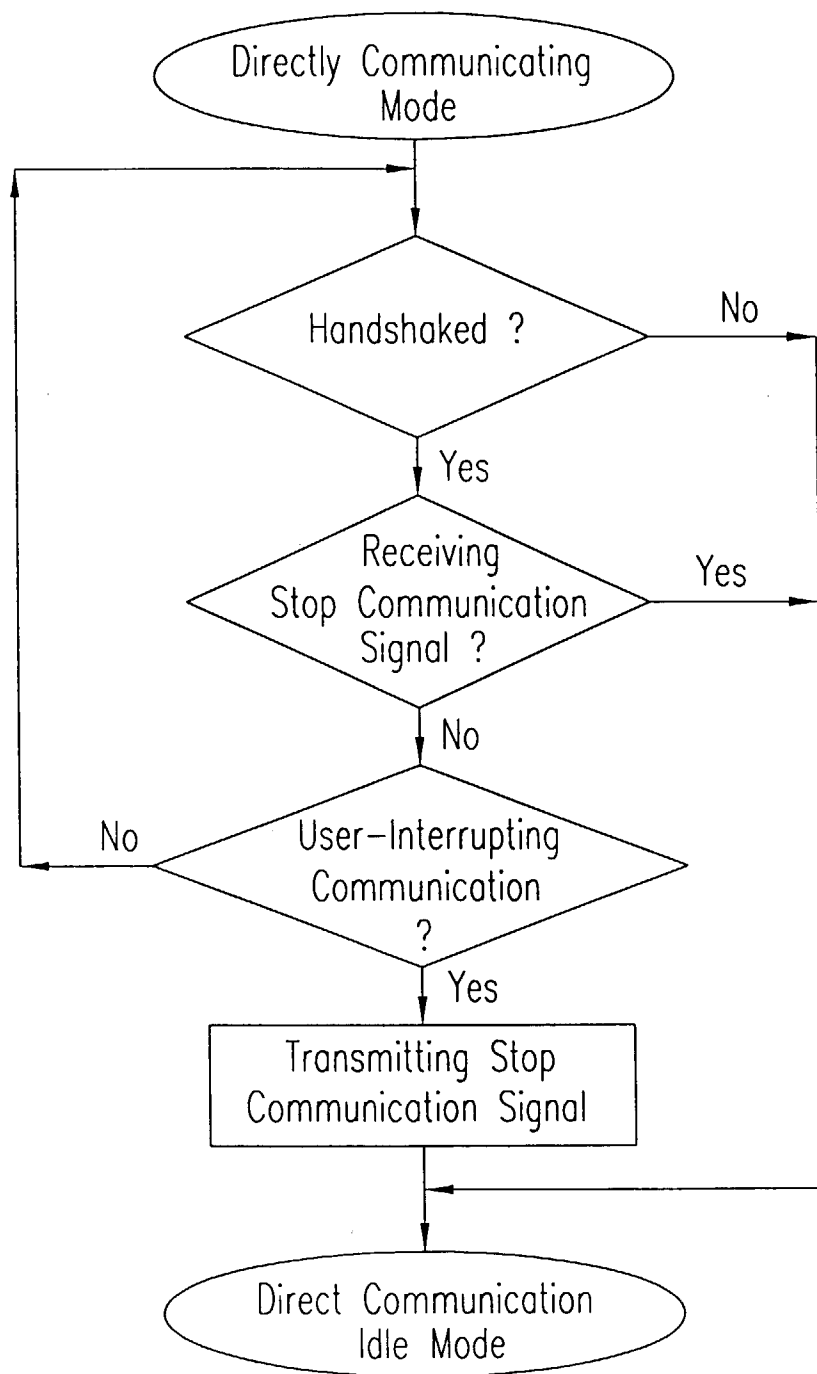 Directly Communicating
Mode
Handshaked ?
No
Yes
Receiving
Stop Communication
Signal ?
Yes
No
User-Interrupting
Communication
?
No
Yes
Transmitting Stop
Communication Signal
Direct Communication
Idle Mode